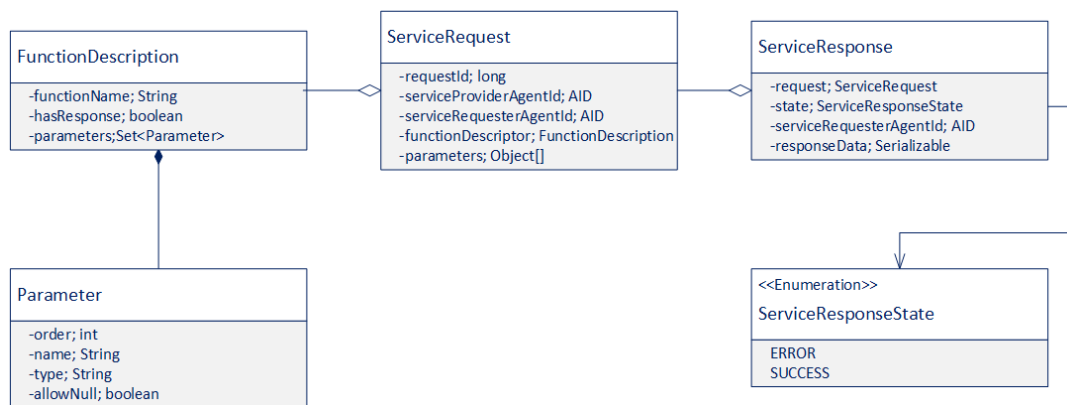 FunctionDescription
-functionName; String
-hasResponse; boolean
-parameters;Set<Parameter>
ServiceRequest
-requestId; long
-serviceProviderAgentId; AID
-serviceRequesterAgentId; AID
-functionDescriptor; FunctionDescription
-parameters; Object[]
ServiceResponse
-request; ServiceRequest
-state; ServiceResponseState
-serviceRequesterAgentId; AID
-responseData; Serializable
Parameter
-order; int
-name; String
-type; String
-allowNull; boolean
<<Enumeration>>
ServiceResponseState
ERROR
SUCCESS